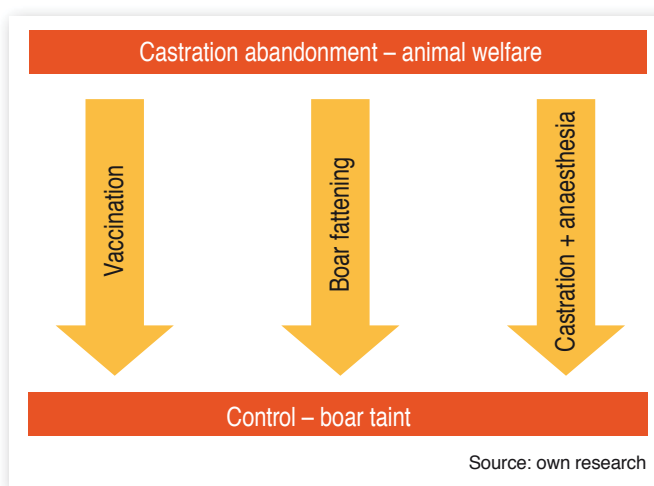 Castration abandonment – animal welfare
Vaccination
Boar fattening
Castration + anaesthesia
Control – boar taint
Source: own research